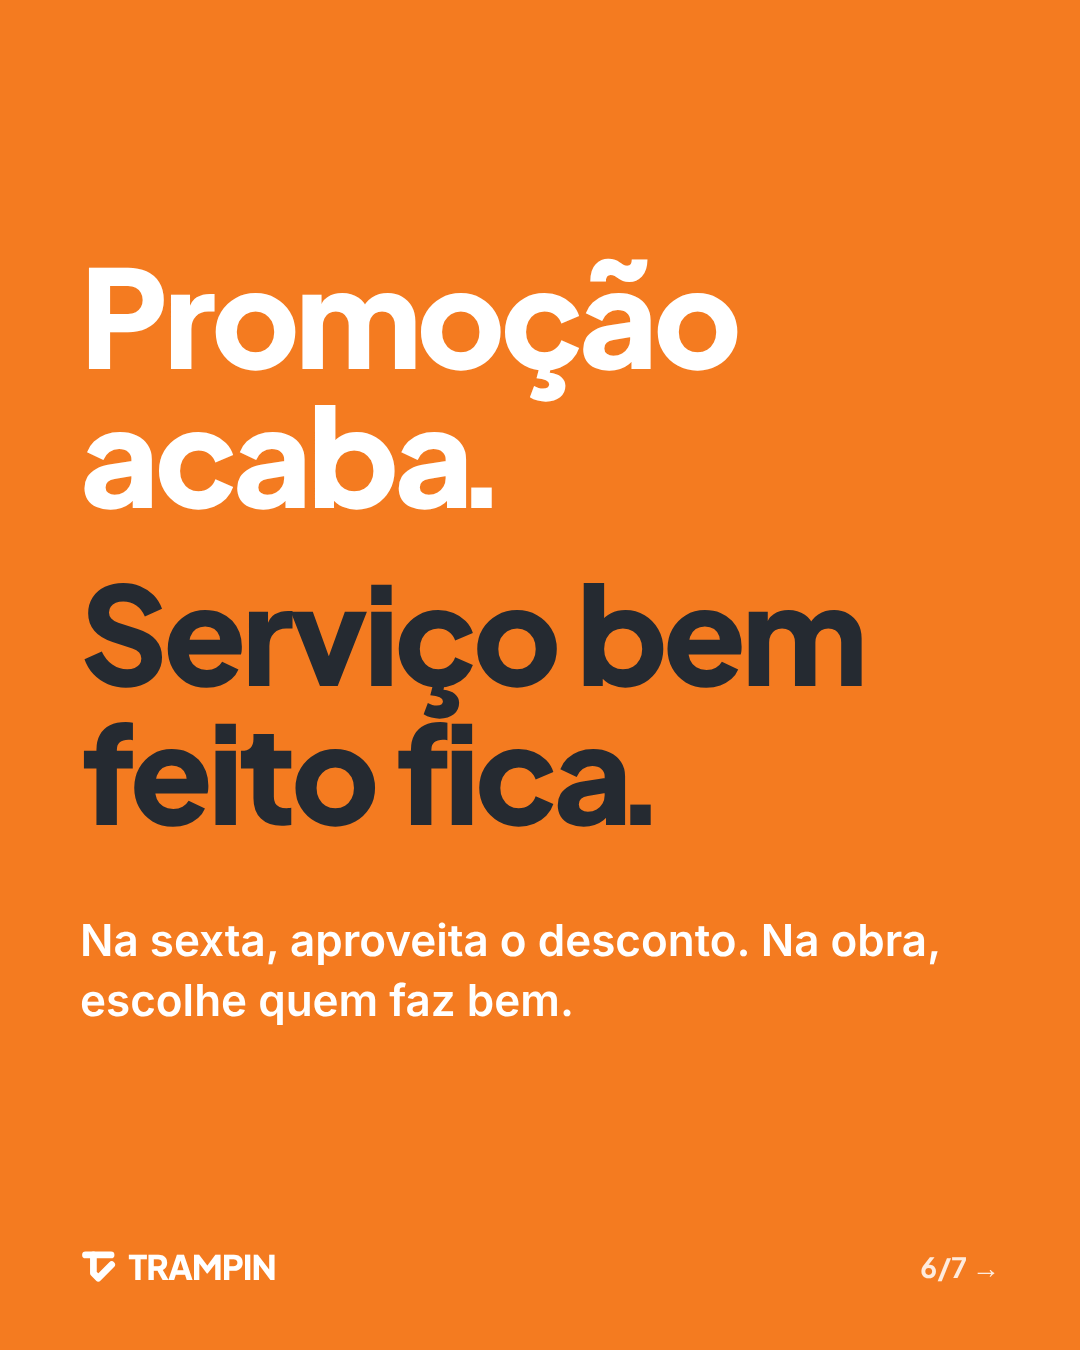 Promoção
acaba.
Serviço bem
feito fica.
Na sexta, aproveita o desconto. Na obra,
escolhe quem faz bem.
TRAMPIN
6/7 →